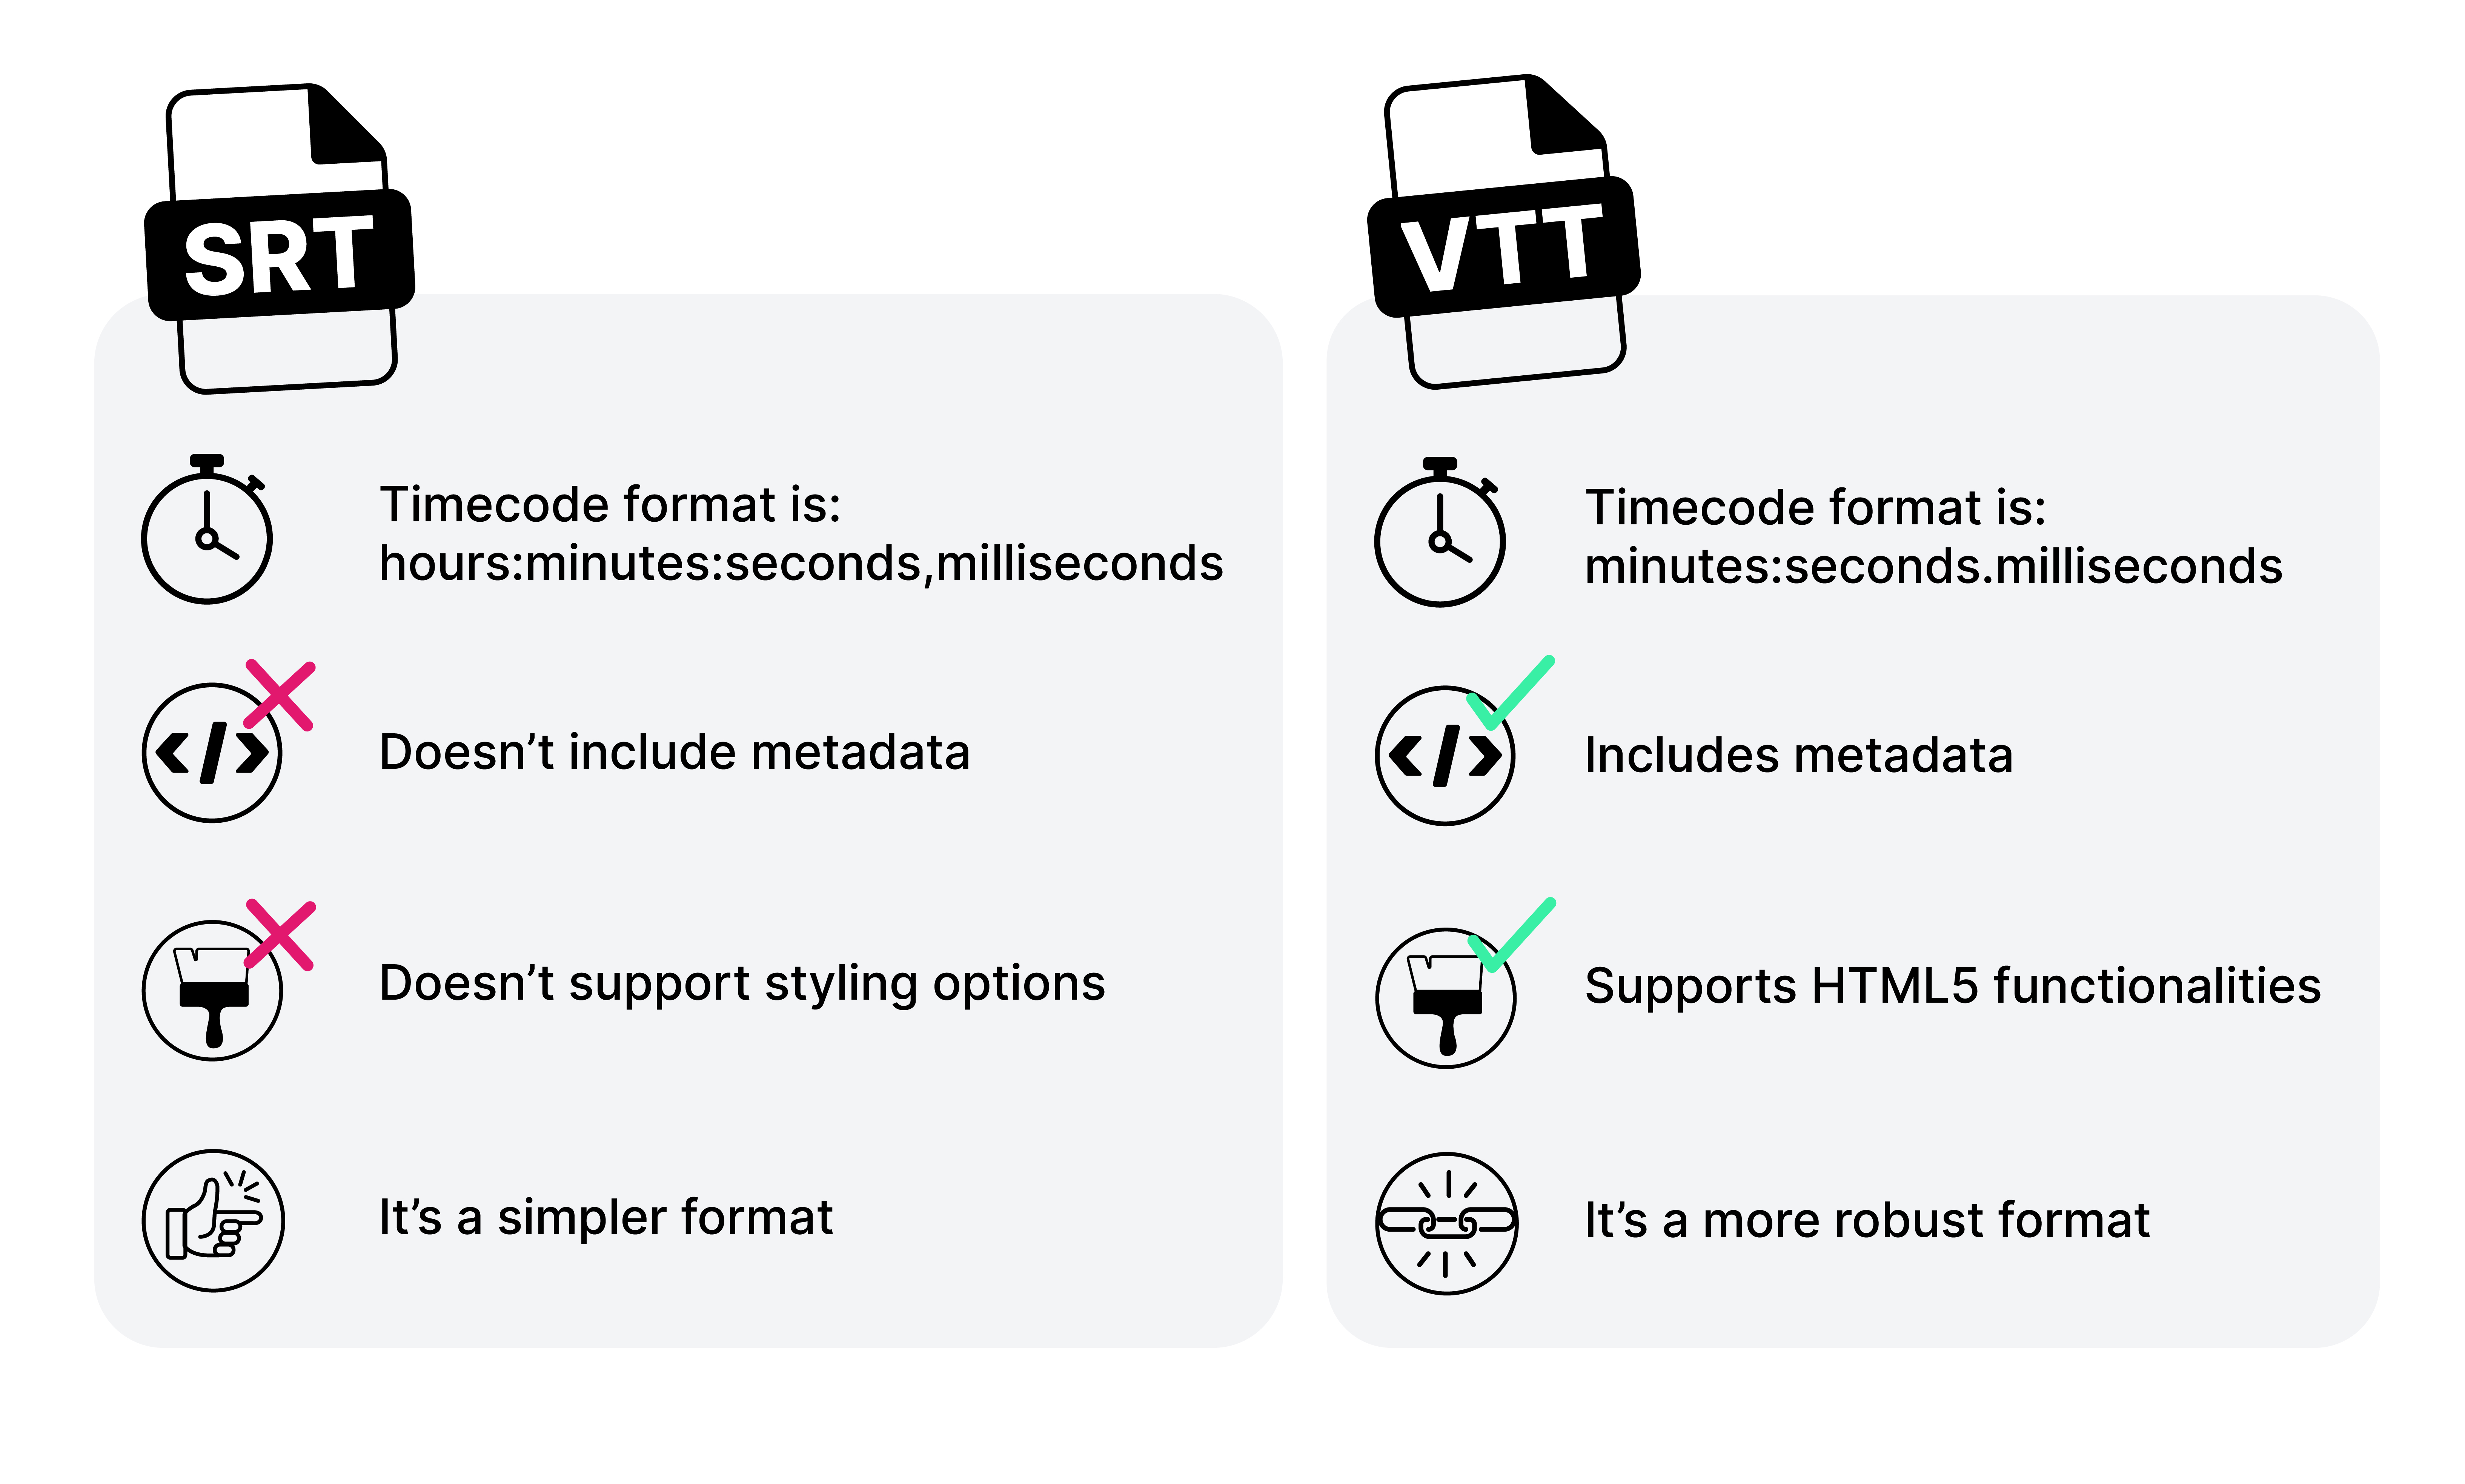 SRT
Timecode format is:
hours:minutes:seconds,milliseconds
Doesn’t include metadata
Doesn’t support styling options
It’s a simpler format
VTT
Timecode format is:
minutes:seconds.milliseconds
Includes metadata
Supports HTML5 functionalities
It’s a more robust format